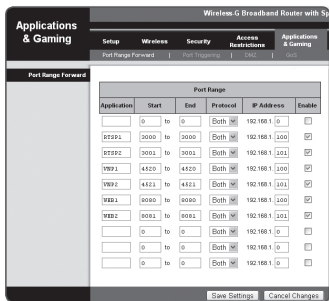 Wireless-G Broadband Router with Sp
Applications & Gaming
Setup Wireless Security Access Restrictions Applications & Gaming
Port Range Forward | Port Triggering | DMZ | QoS
Port Range Forward
Port Range
Application Start End Protocol IP Address Enable
0 to 0 Both 192.168.1. 0
RTSP1 3000 to 3000 Both 192.168.1. 100
RTSP2 3001 to 3001 Both 192.168.1. 101
VNP1 4520 to 4520 Both 192.168.1. 100
VNP2 4521 to 4521 Both 192.168.1. 101
WEB1 8080 to 8080 Both 192.168.1. 100
WEB2 8081 to 8081 Both 192.168.1. 101
0 to 0 Both 192.168.1. 0
0 to 0 Both 192.168.1. 0
0 to 0 Both 192.168.1. 0
Save Settings Cancel Changes